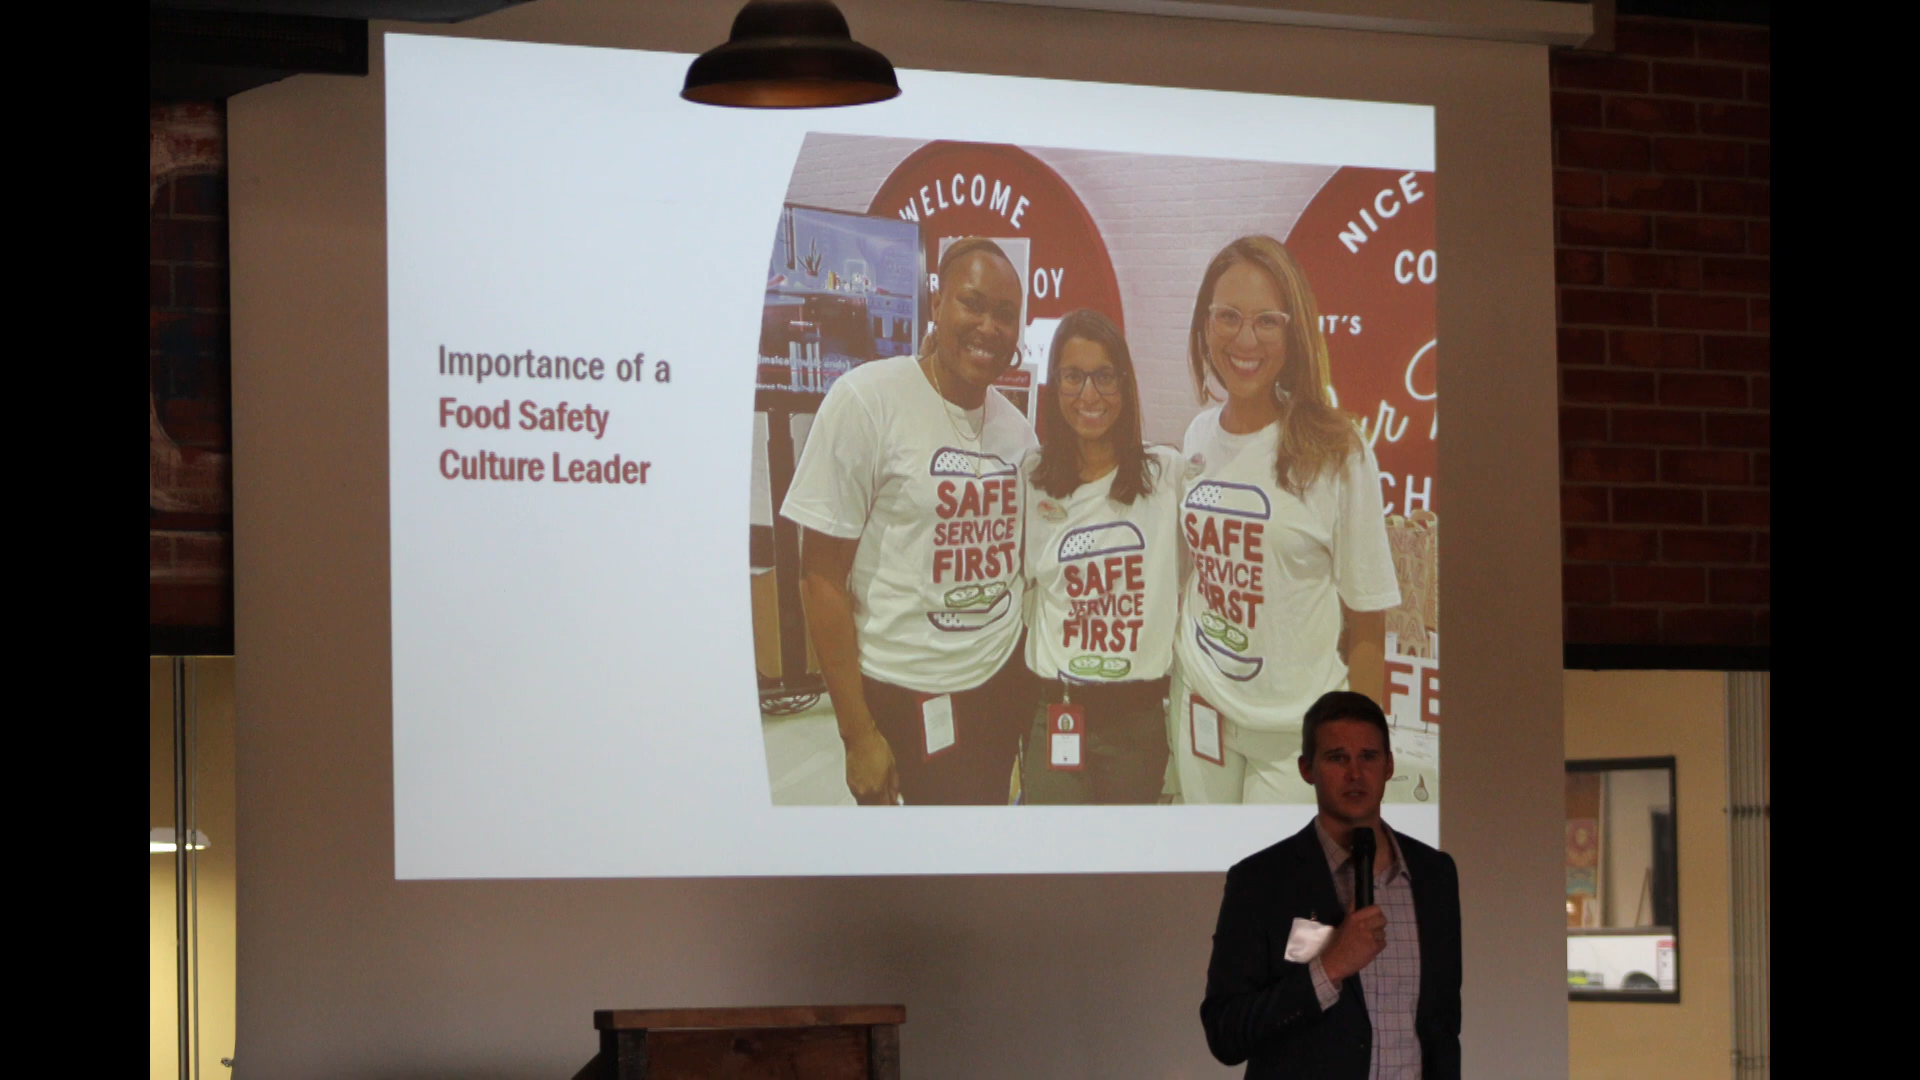 Importance of a
Food Safety
Culture Leader
WELCOME
OY
NICE
CO
IT'S
CH
SAFE
SERVICE
FIRST
SAFE
SERVICE
FIRST
SAFE
SERVICE
FIRST